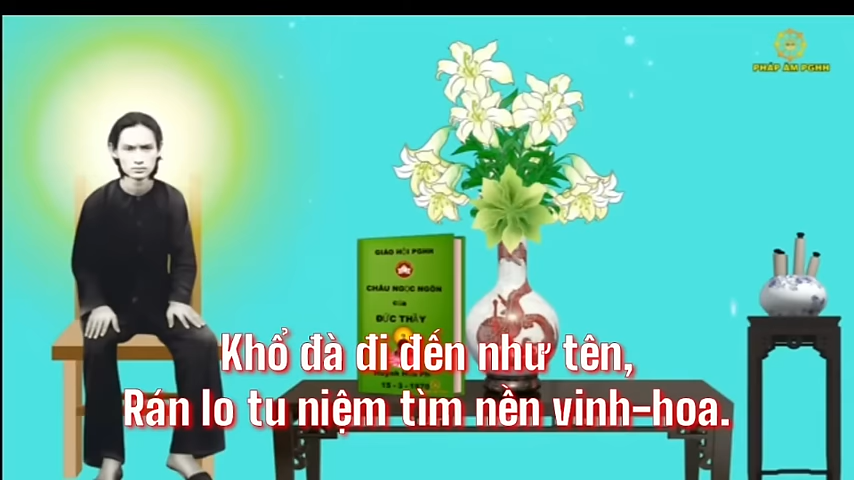 PHÁP ÂM PGHH
GIÁO HỘI PGHH
CHÂU NGỌC NGÔN
của
ĐỨC THẦY
Khổ đà đi đến như tên,
Rán lo tu niệm tìm nền vinh-hoa.